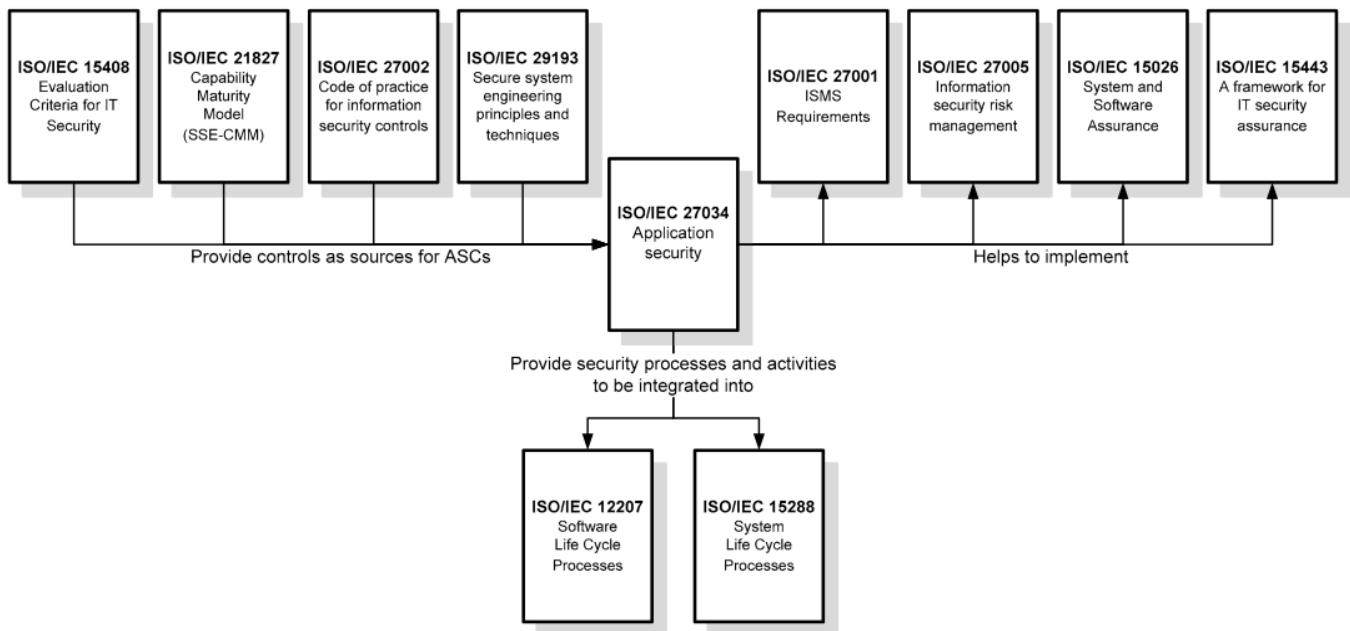 ISO/IEC 15408
Evaluation
Criteria for IT
Security
ISO/IEC 21827
Capability
Maturity
Model
(SSE-CMM)
ISO/IEC 27002
Code of practice
for information
security controls
ISO/IEC 29193
Secure system
engineering
principles and
techniques
ISO/IEC 27001
ISMS
Requirements
ISO/IEC 27005
Information
security risk
management
ISO/IEC 15026
System and
Software
Assurance
ISO/IEC 15443
A framework for
IT security
assurance
ISO/IEC 27034
Application
security
Provide controls as sources for ASCs
Helps to implement
Provide security processes and activities
to be integrated into
ISO/IEC 12207
Software
Life Cycle
Processes
ISO/IEC 15288
System
Life Cycle
Processes